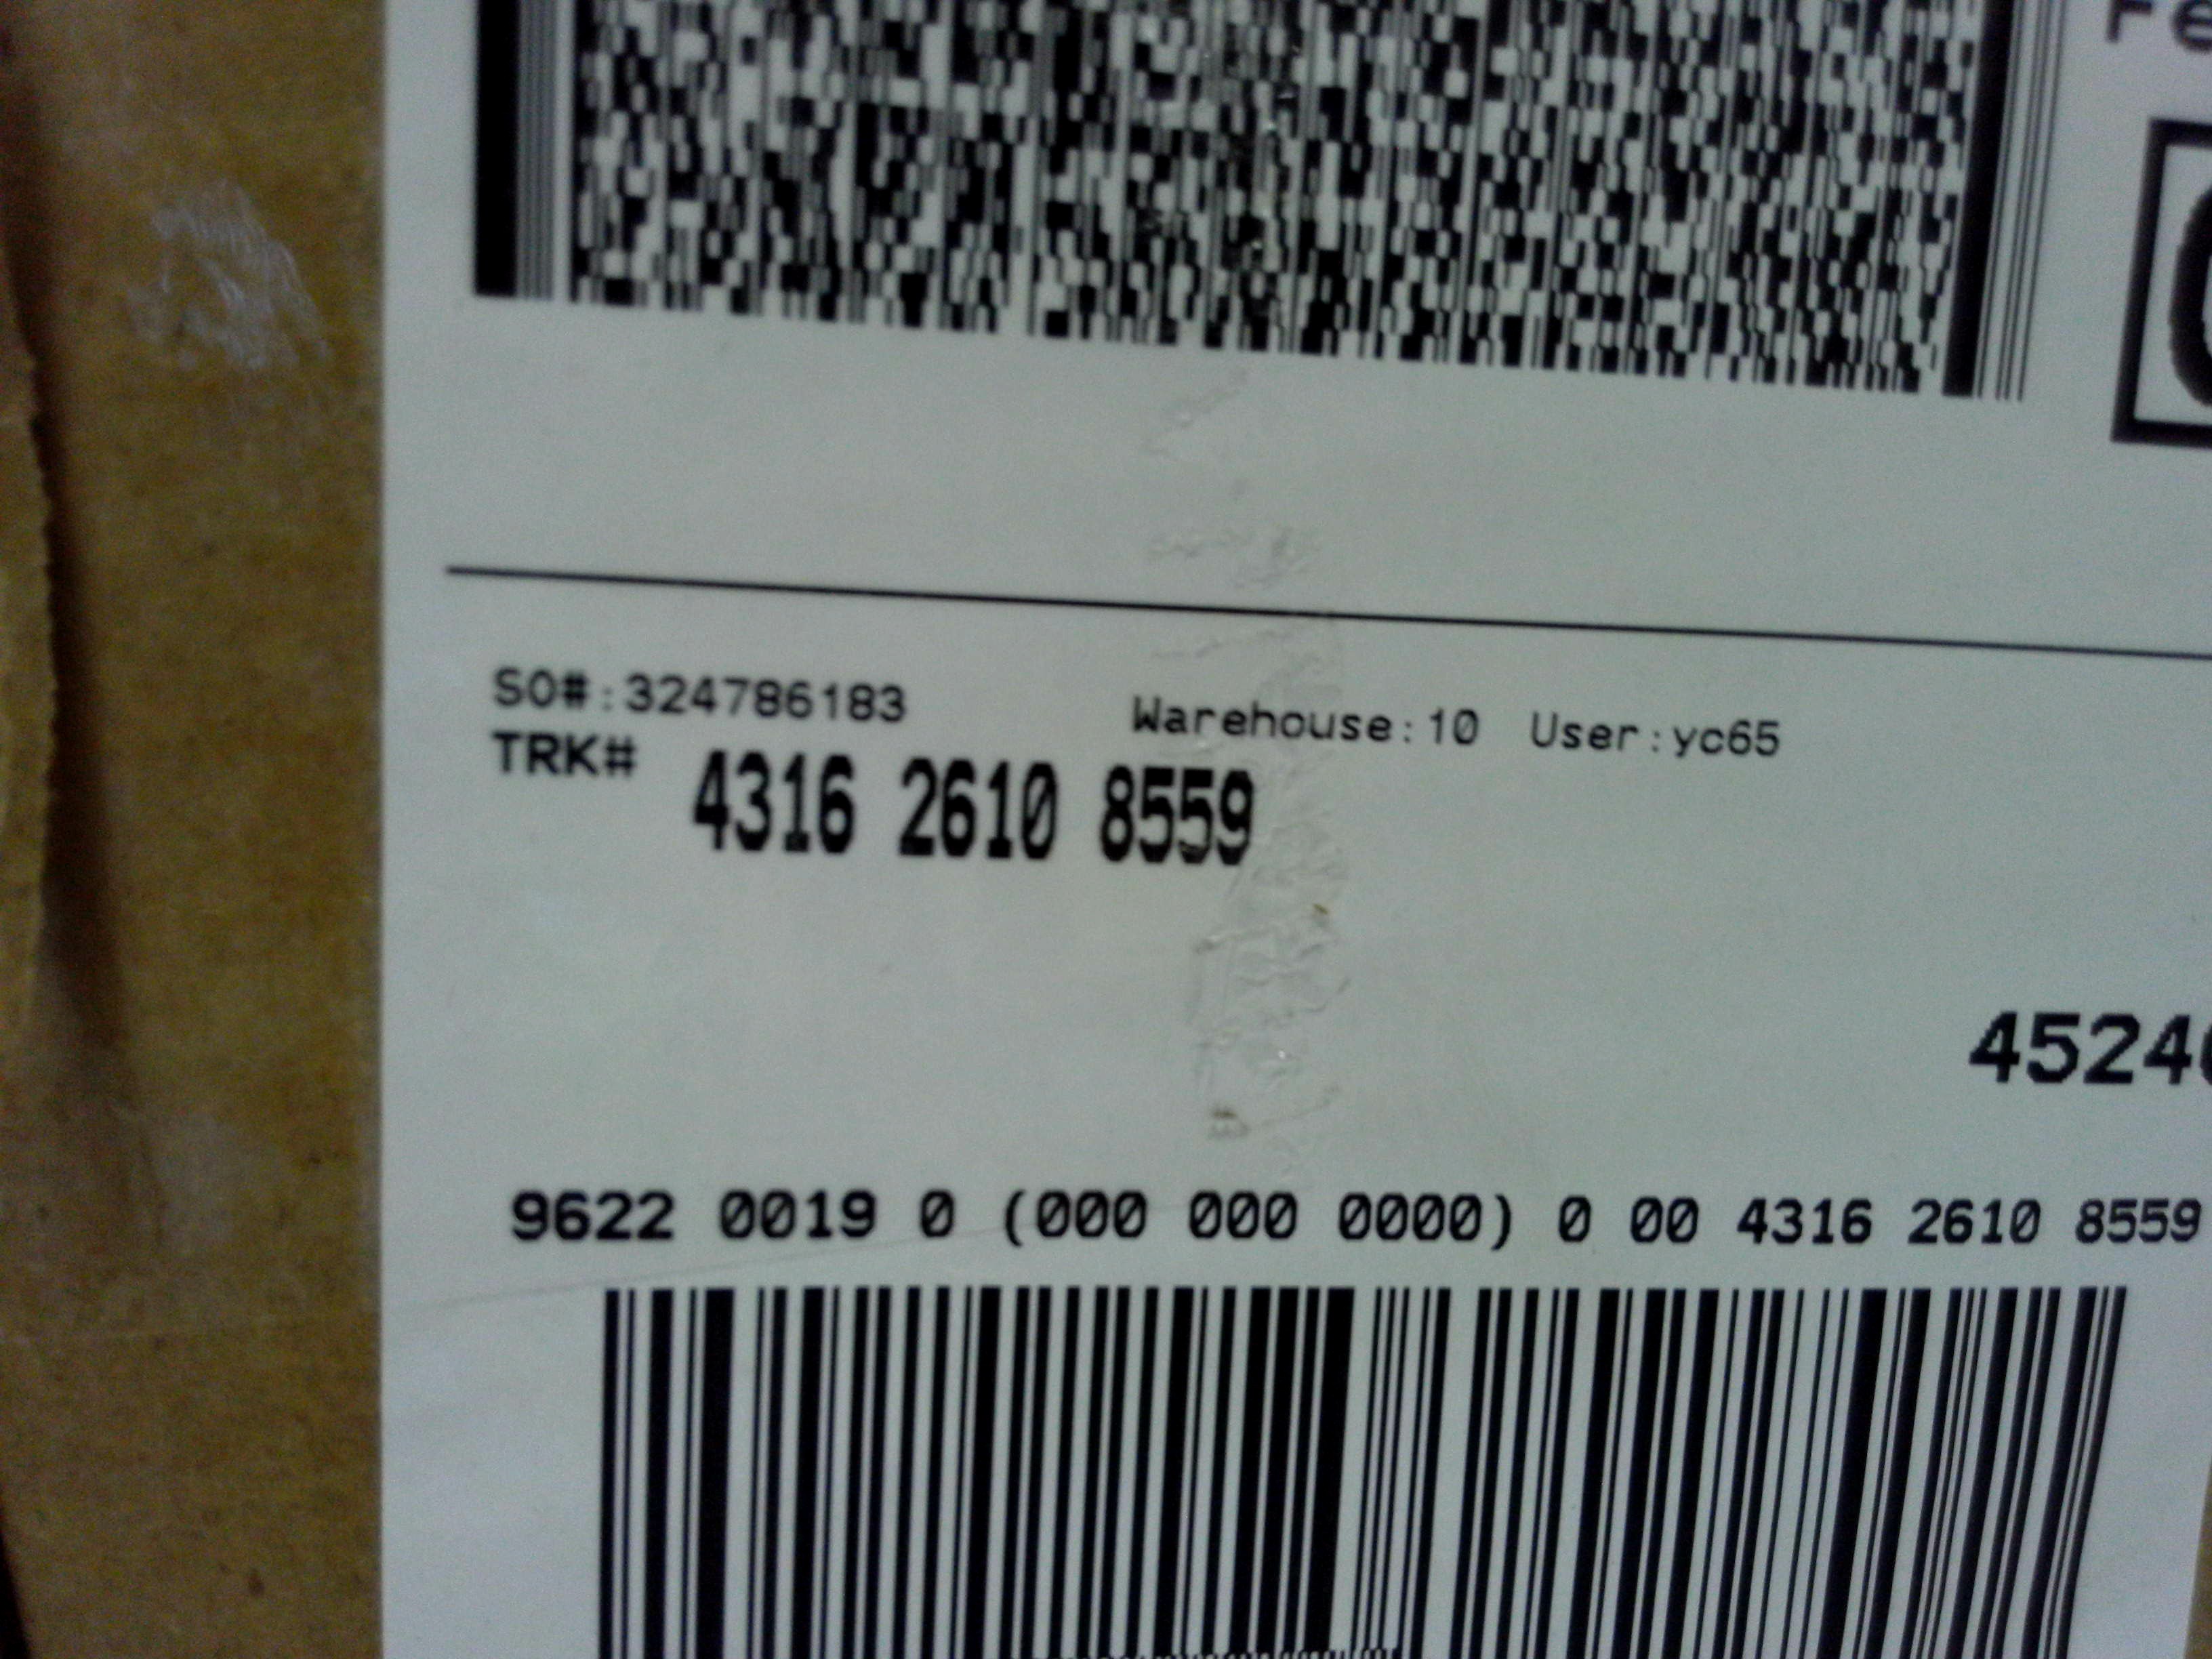 SO#:324786183 Warehouse:10 User:yc65
TRK# 4316 2610 8559
9622 0019 0 (000 000 0000) 0 00 4316 2610 8559